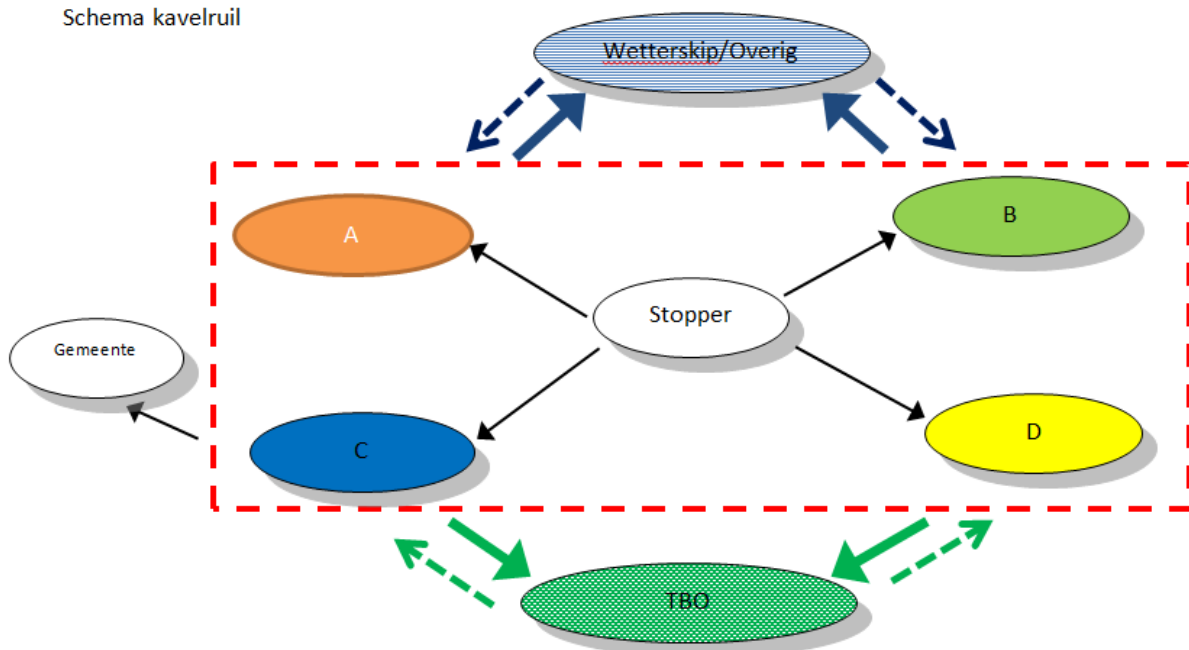 Schema kavelruil
Wetterskip/Overig
A
B
Stopper
Gemeente
C
D
TBO